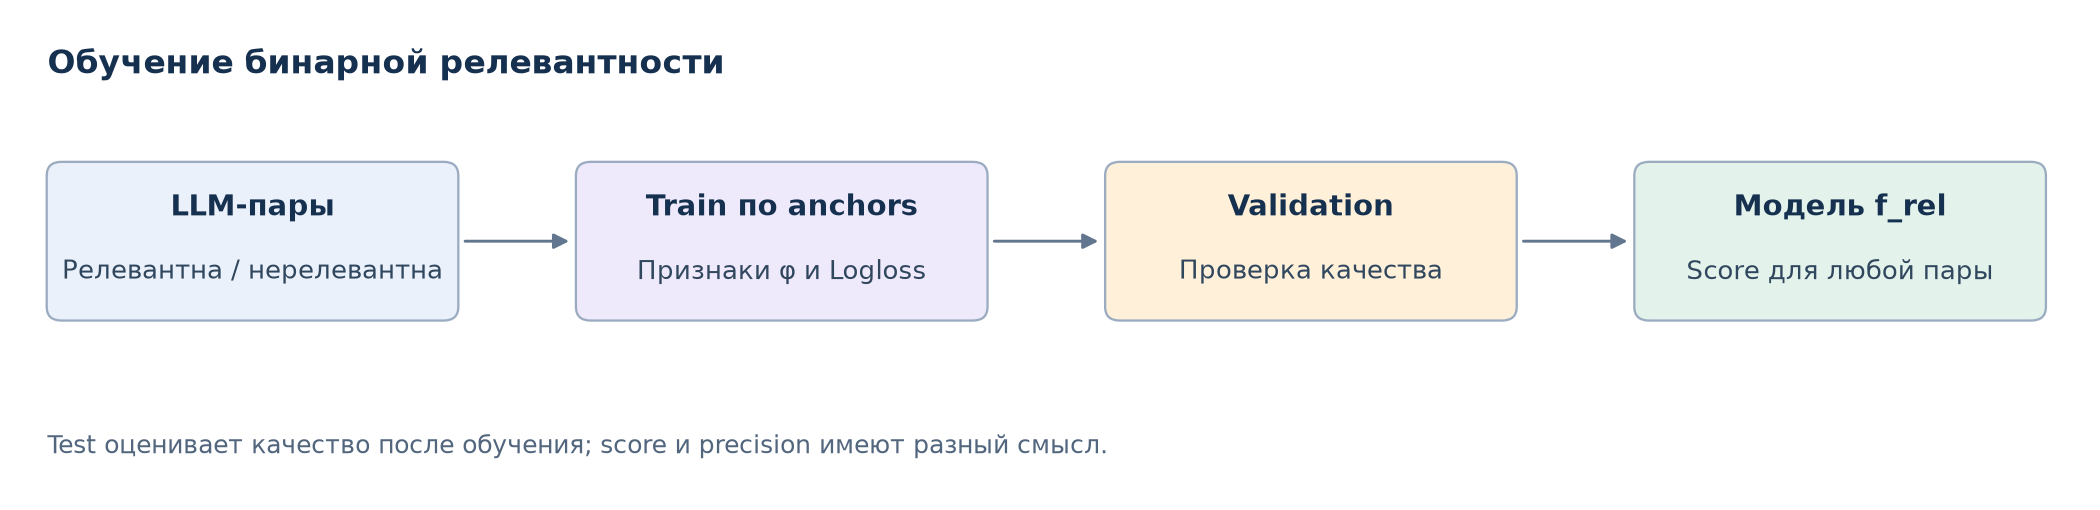 Обучение бинарной релевантности
LLM-пары
Релевантна / нерелевантна
Train по anchors
Признаки φ и Logloss
Validation
Проверка качества
Модель f_rel
Score для любой пары
Test оценивает качество после обучения; score и precision имеют разный смысл.